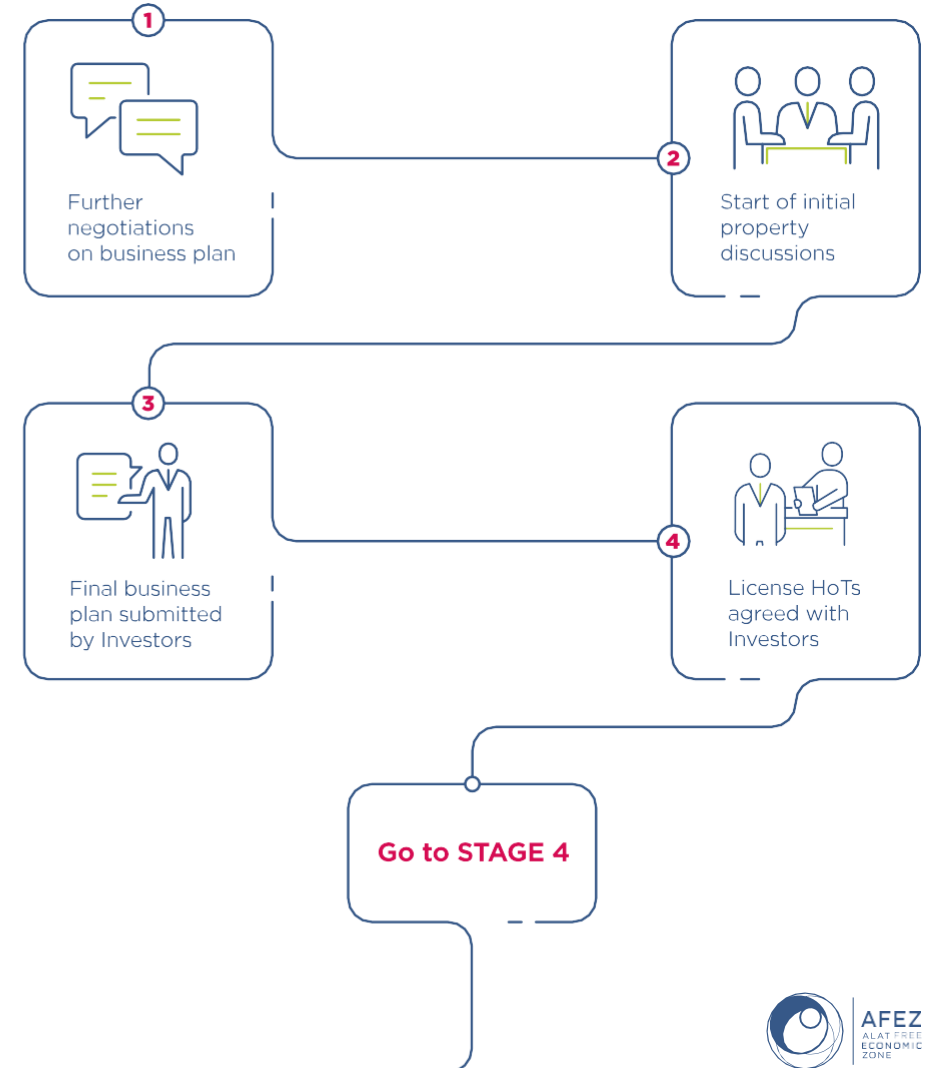 1
Further
negotiations
on business plan
2
Start of initial
property
discussions
3
Final business
plan submitted
by Investors
4
License HoTs
agreed with
Investors
Go to STAGE 4
AFEZ
ALAT FREE
ECONOMIC
ZONE